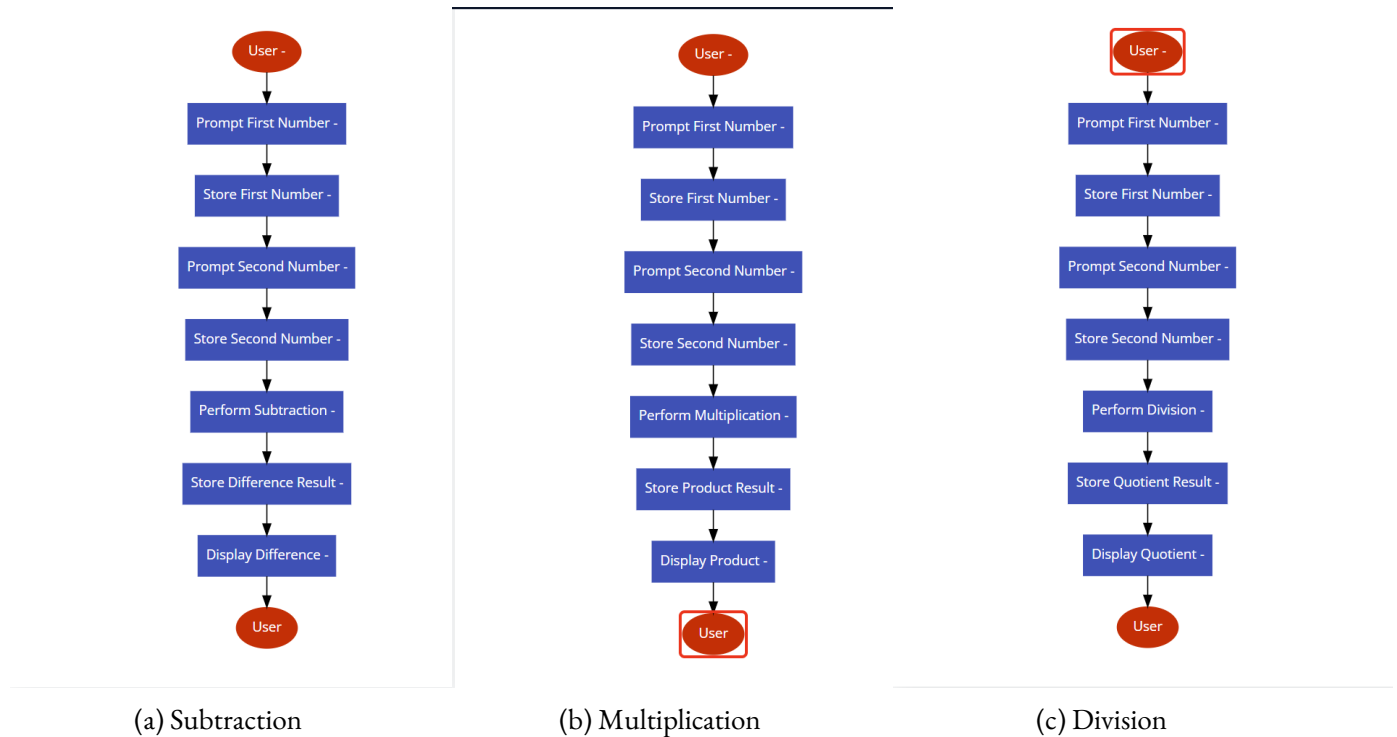 User -
Prompt First Number -
Store First Number -
Prompt Second Number -
Store Second Number -
Perform Subtraction -
Store Difference Result -
Display Difference -
User
(a) Subtraction
User -
Prompt First Number -
Store First Number -
Prompt Second Number -
Store Second Number -
Perform Multiplication -
Store Product Result -
Display Product -
User
(b) Multiplication
User -
Prompt First Number -
Store First Number -
Prompt Second Number -
Store Second Number -
Perform Division -
Store Quotient Result -
Display Quotient -
User
(c) Division